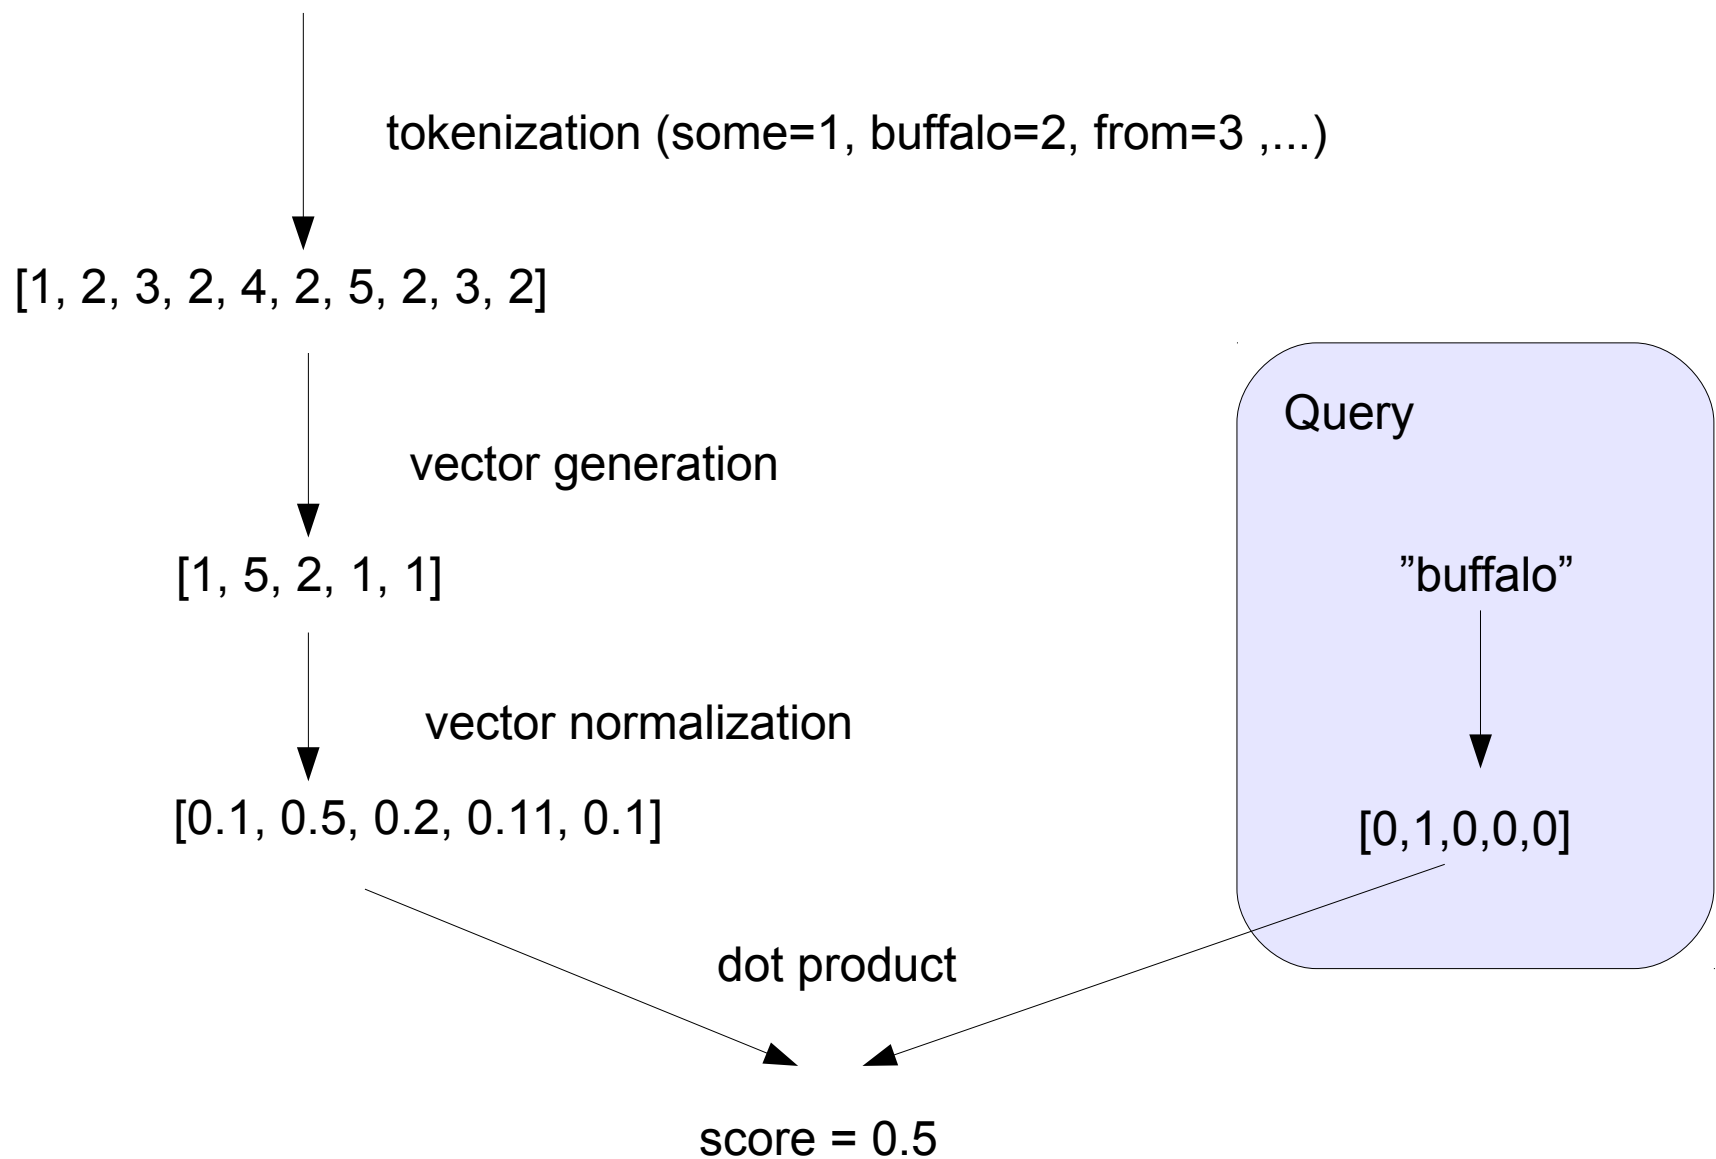 tokenization (some=1, buffalo=2, from=3 ,...)
[1, 2, 3, 2, 4, 2, 5, 2, 3, 2]
Query
vector generation
[1, 5, 2, 1, 1]
”buffalo”
vector normalization
[0.1, 0.5, 0.2, 0.11, 0.1]
[0,1,0,0,0]
dot product
score = 0.5